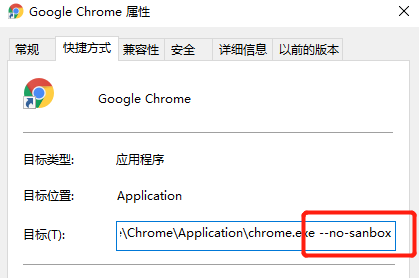 Google Chrome 属性
常规 快捷方式 兼容性 安全 详细信息 以前的版本
Google Chrome
目标类型: 应用程序
目标位置: Application
目标(T): :\Chrome\Application\chrome.exe --no-sanbox